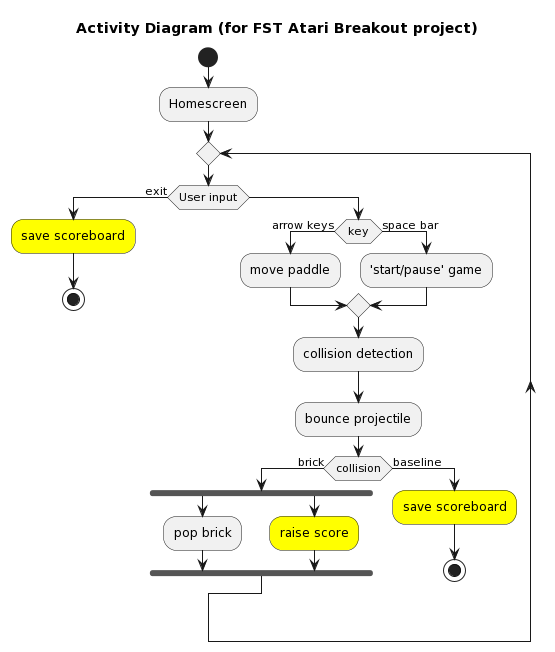 Activity Diagram (for FST Atari Breakout project)
Homescreen
exit
User input
save scoreboard
arrow keys
key
space bar
move paddle
'start/pause' game
collision detection
bounce projectile
brick
collision
baseline
save scoreboard
pop brick
raise score